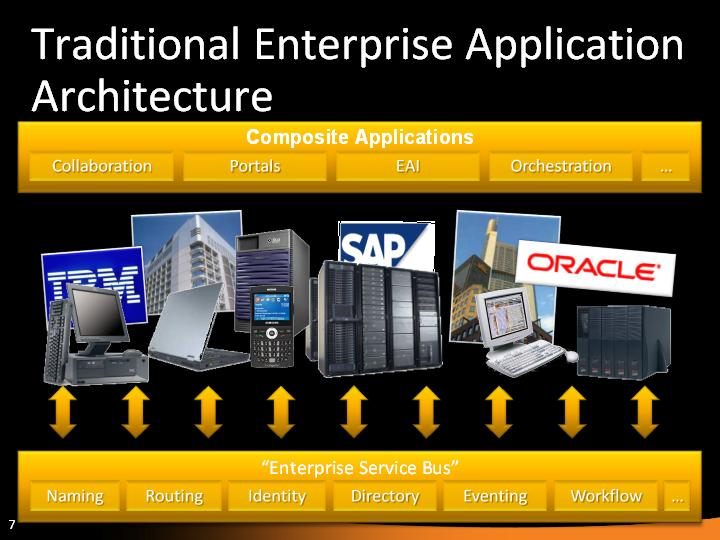 Traditional Enterprise Application
Architecture
Composite Applications
Collaboration
Portals
EAI
Orchestration
...
IBM
SAP
ORACLE®
“Enterprise Service Bus”
Naming
Routing
Identity
Directory
Eventing
Workflow
...
7